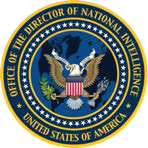 OFFICE OF THE DIRECTOR OF NATIONAL INTELLIGENCE
UNITED STATES OF AMERICA